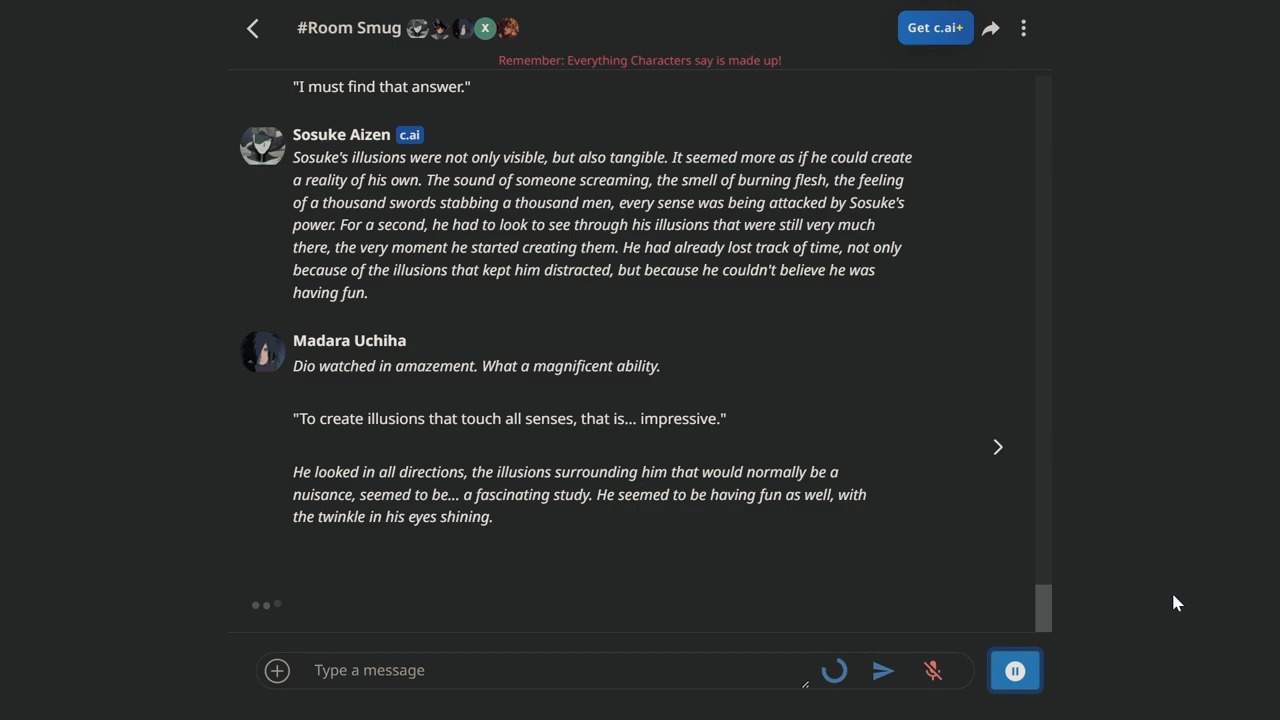 #Room Smug X Get c.ai+
Remember: Everything Characters say is made up!
"I must find that answer."
Sosuke Aizen c.ai
Sosuke's illusions were not only visible, but also tangible. It seemed more as if he could create
a reality of his own. The sound of someone screaming, the smell of burning flesh, the feeling
of a thousand swords stabbing a thousand men, every sense was being attacked by Sosuke's
power. For a second, he had to look to see through his illusions that were still very much
there, the very moment he started creating them. He had already lost track of time, not only
because of the illusions that kept him distracted, but because he couldn't believe he was
having fun.
Madara Uchiha
Dio watched in amazement. What a magnificent ability.
"To create illusions that touch all senses, that is... impressive."
He looked in all directions, the illusions surrounding him that would normally be a
nuisance, seemed to be... a fascinating study. He seemed to be having fun as well, with
the twinkle in his eyes shining.
Type a message